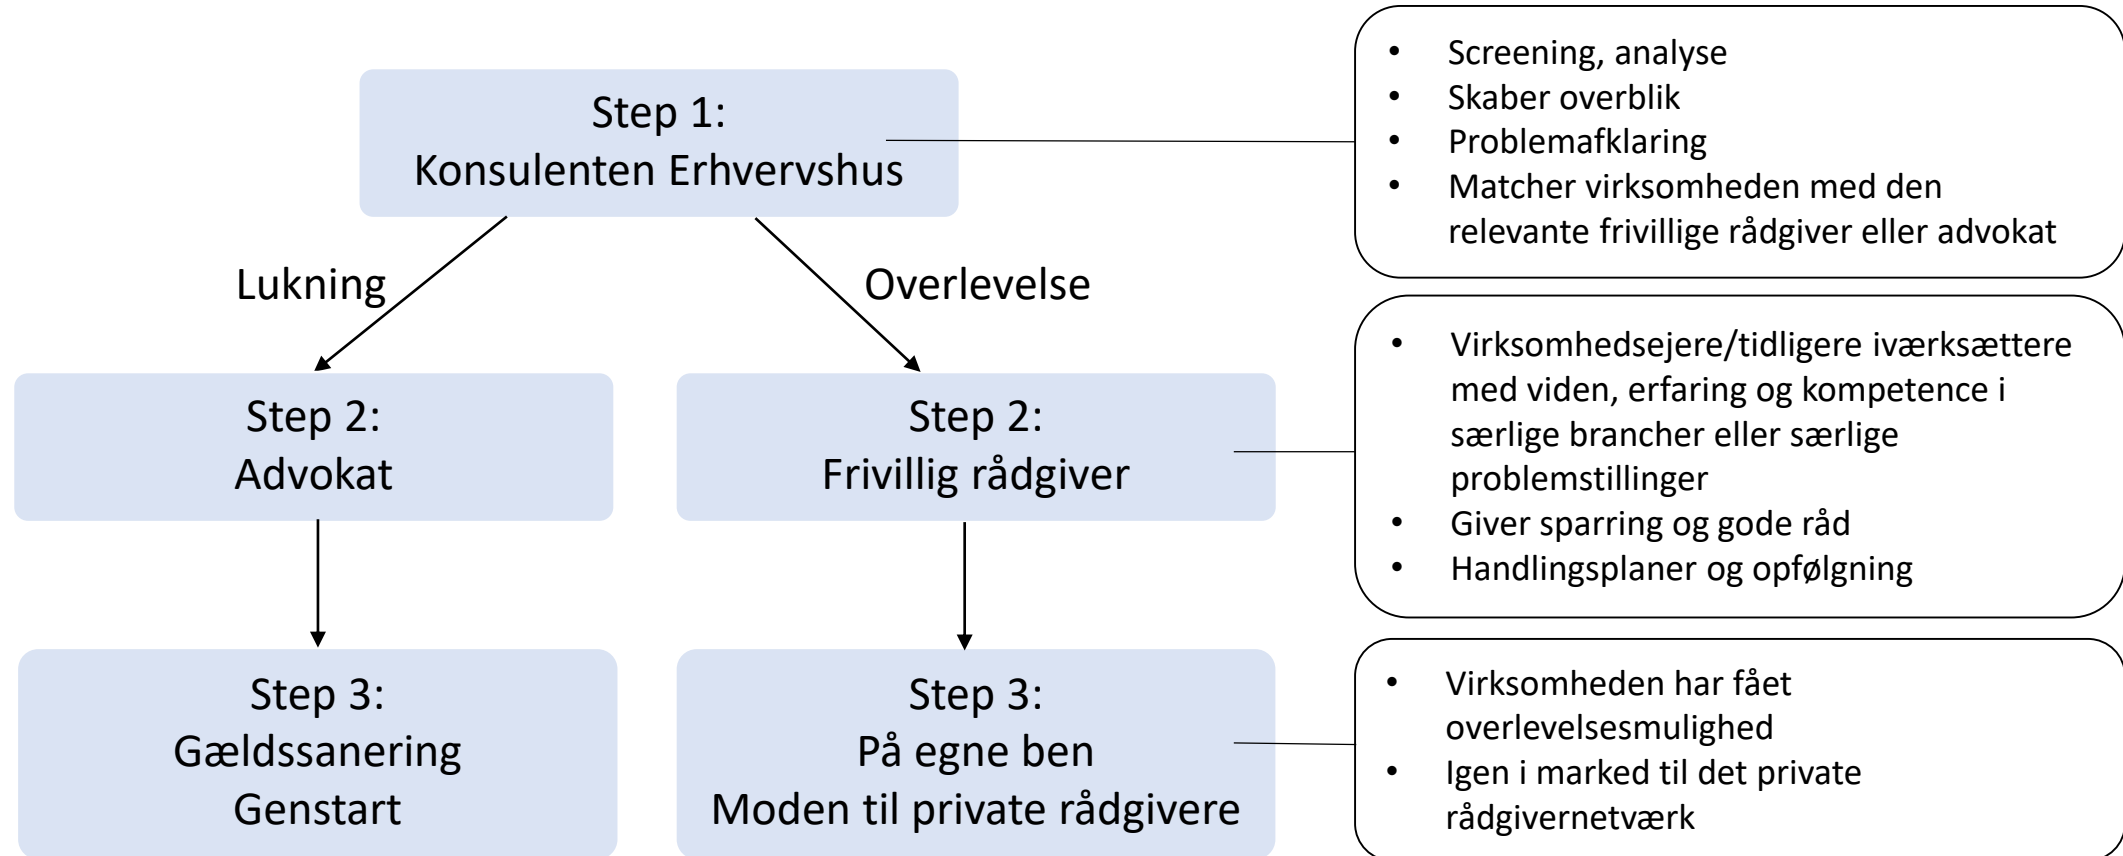 Step 1:
Konsulenten Erhvervshus
• Screening, analyse
• Skaber overblik
• Problemafklaring
• Matcher virksomheden med den
relevante frivillige rådgiver eller advokat
Lukning
Overlevelse
Step 2:
Advokat
Step 2:
Frivillig rådgiver
• Virksomhedsejere/tidligere iværksættere
med viden, erfaring og kompetence i
særlige brancher eller særlige
problemstillinger
• Giver sparring og gode råd
• Handlingsplaner og opfølgning
Step 3:
Gældssanering
Genstart
Step 3:
På egne ben
Moden til private rådgivere
• Virksomheden har fået
overlevelsesmulighed
• Igen i marked til det private
rådgivernetværk